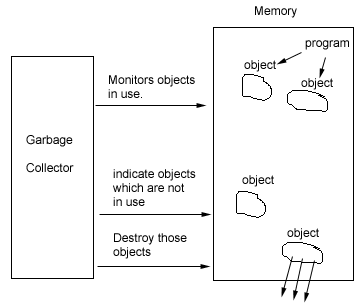 Memory
program
object
object
Monitors objects
in use.
Garbage
Collector
indicate objects
which are not
in use
object
Destroy those
objects
object